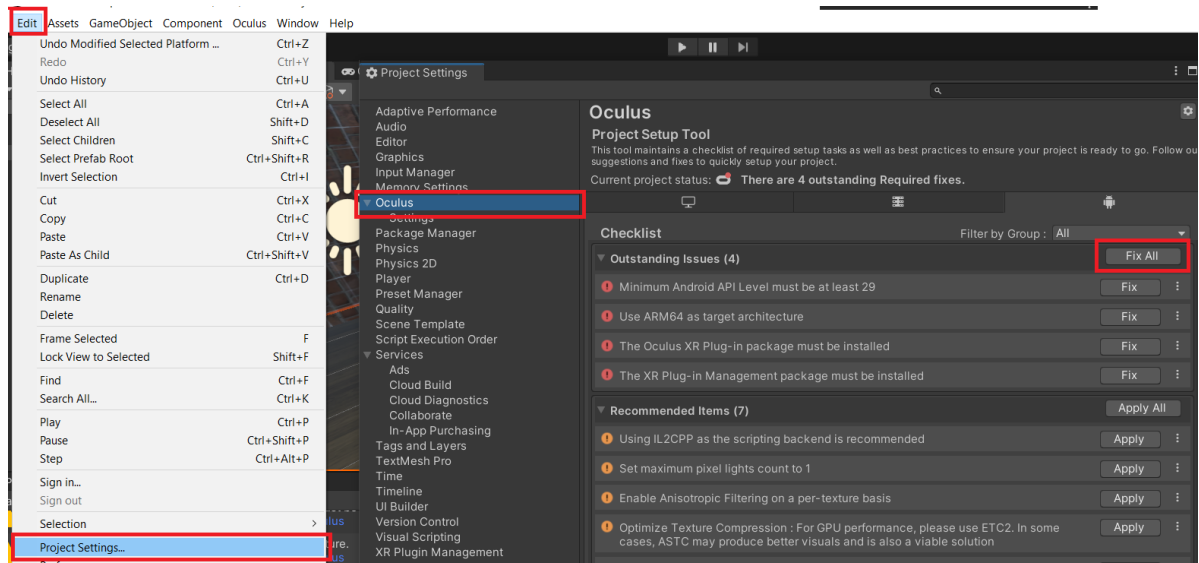 Edit Assets GameObject Component Oculus Window Help
Undo Modified Selected Platform ... Ctrl+Z
Redo Ctrl+Y
Undo History Ctrl+U
Select All Ctrl+A
Deselect All Shift+D
Select Children Shift+C
Select Prefab Root Ctrl+Shift+R
Invert Selection Ctrl+I
Cut Ctrl+X
Copy Ctrl+C
Paste Ctrl+V
Paste As Child Ctrl+Shift+V
Duplicate Ctrl+D
Rename
Delete
Frame Selected F
Lock View to Selected Shift+F
Find Ctrl+F
Search All... Ctrl+K
Play Ctrl+P
Pause Ctrl+Shift+P
Step Ctrl+Alt+P
Sign in...
Sign out
Selection
Project Settings...
Project Settings
Adaptive Performance
Audio
Editor
Graphics
Input Manager
Memory Settings
Oculus
Settings
Package Manager
Physics
Physics 2D
Player
Preset Manager
Quality
Scene Template
Script Execution Order
Services
Ads
Cloud Build
Cloud Diagnostics
Collaborate
In-App Purchasing
Tags and Layers
TextMesh Pro
Time
Timeline
UI Builder
Version Control
Visual Scripting
XR Plugin Management
Oculus
Project Setup Tool
This tool maintains a checklist of required setup tasks as well as best practices to ensure your project is ready to go. Follow ou
suggestions and fixes to quickly setup your project.
Current project status: There are 4 outstanding Required fixes.
Checklist Filter by Group : All
Outstanding Issues (4) Fix All
Minimum Android API Level must be at least 29 Fix
Use ARM64 as target architecture Fix
The Oculus XR Plug-in package must be installed Fix
The XR Plug-in Management package must be installed Fix
Recommended Items (7) Apply All
Using IL2CPP as the scripting backend is recommended Apply
Set maximum pixel lights count to 1 Apply
Enable Anisotropic Filtering on a per-texture basis Apply
Optimize Texture Compression : For GPU performance, please use ETC2. In some Apply
cases, ASTC may produce better visuals and is also a viable solution